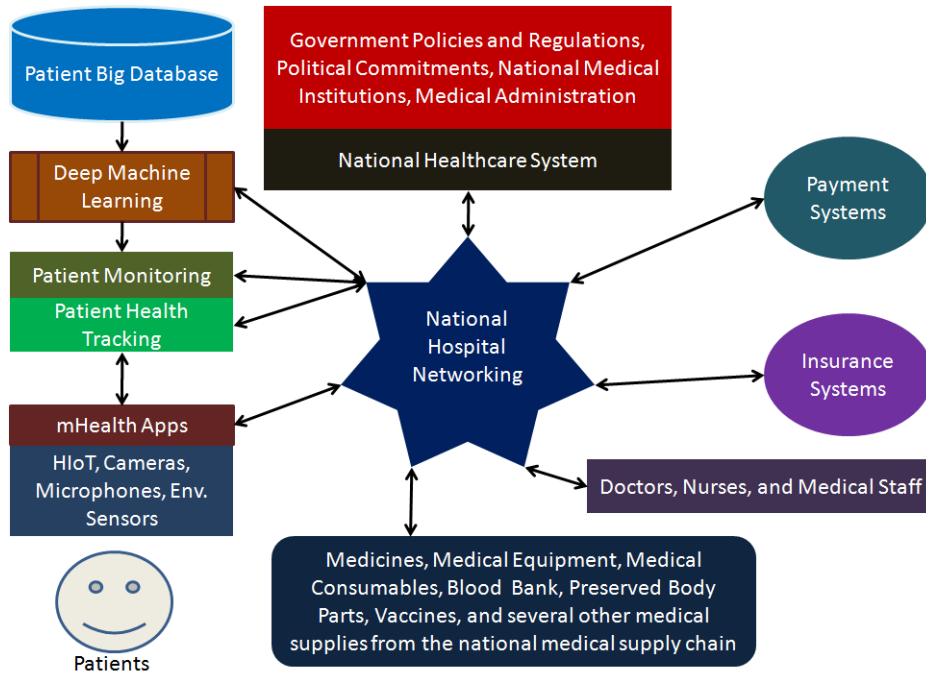 Patient Big Database
Government Policies and Regulations,
Political Commitments, National Medical
Institutions, Medical Administration
National Healthcare System
Deep Machine
Learning
Payment
Systems
Patient Monitoring
Patient Health
Tracking
National
Hospital
Networking
Insurance
Systems
mHealth Apps
HIoT, Cameras,
Microphones, Env.
Sensors
Doctors, Nurses, and Medical Staff
Medicines, Medical Equipment, Medical
Consumables, Blood Bank, Preserved Body
Parts, Vaccines, and several other medical
supplies from the national medical supply chain
Patients